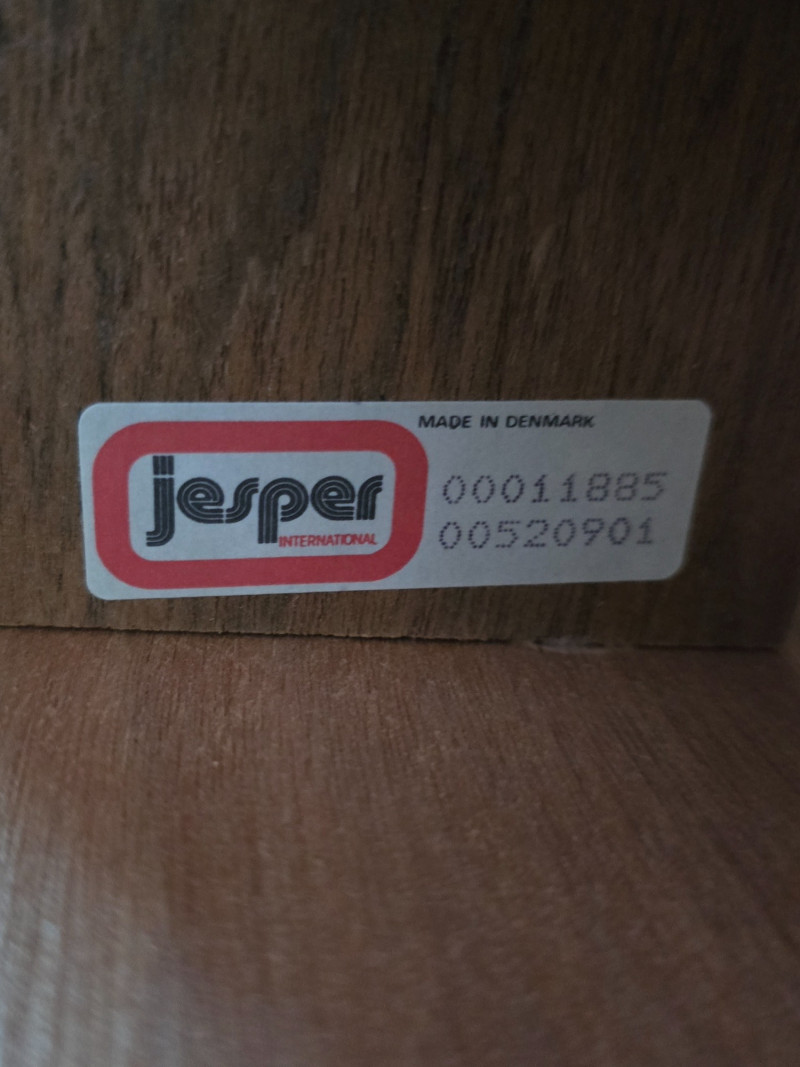 MADE IN DENMARK
jesper
INTERNATIONAL
00011885
00520901